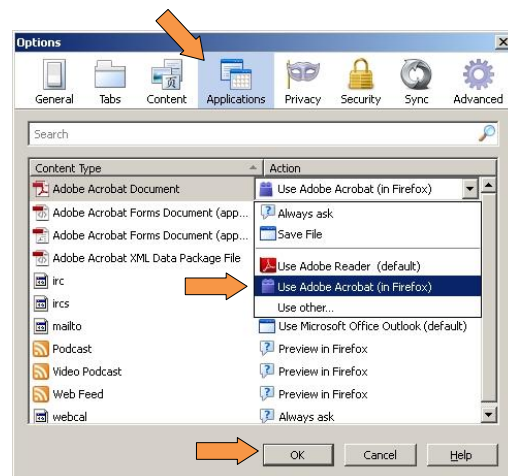 Options
General Tabs Content Applications Privacy Security Sync Advanced
Search
Content Type Action
Adobe Acrobat Document Use Adobe Acrobat (in Firefox)
Adobe Acrobat Forms Document (app... Always ask
Adobe Acrobat Forms Document (app... Save File
Adobe Acrobat XML Data Package File Use Adobe Reader (default)
irc Use Adobe Acrobat (in Firefox)
ircs Use other...
mailto Use Microsoft Office Outlook (default)
Podcast Preview in Firefox
Video Podcast Preview in Firefox
Web Feed Preview in Firefox
webcal Always ask
OK Cancel Help